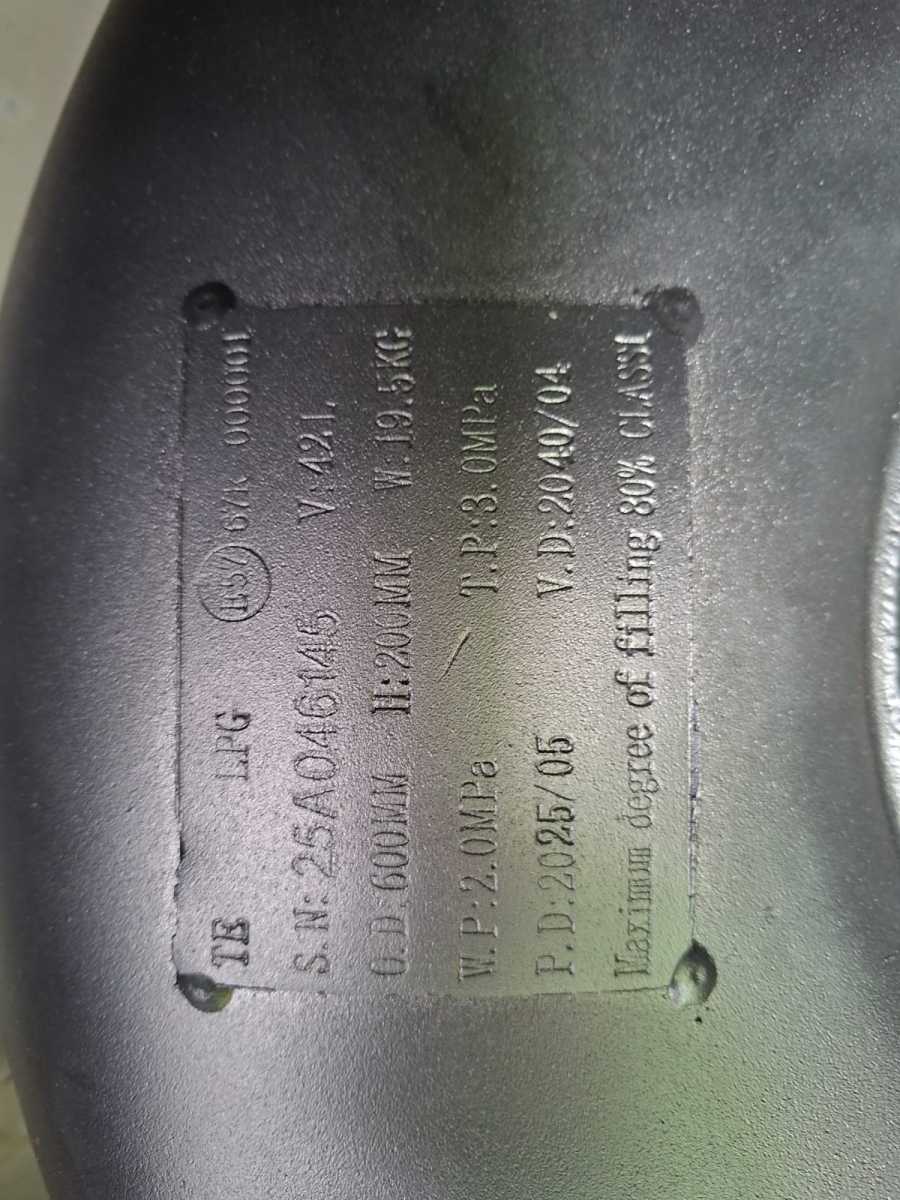 TE LPG E57 67R 000001
S.N:25A046145 V:42L
O.D:600MM H:200MM W.19.5KG
W.P:2.0MPa T.P:3.0MPa
P.D:2025/05 V.D:2040/04
Maximum degree of filling 80% CLASS1